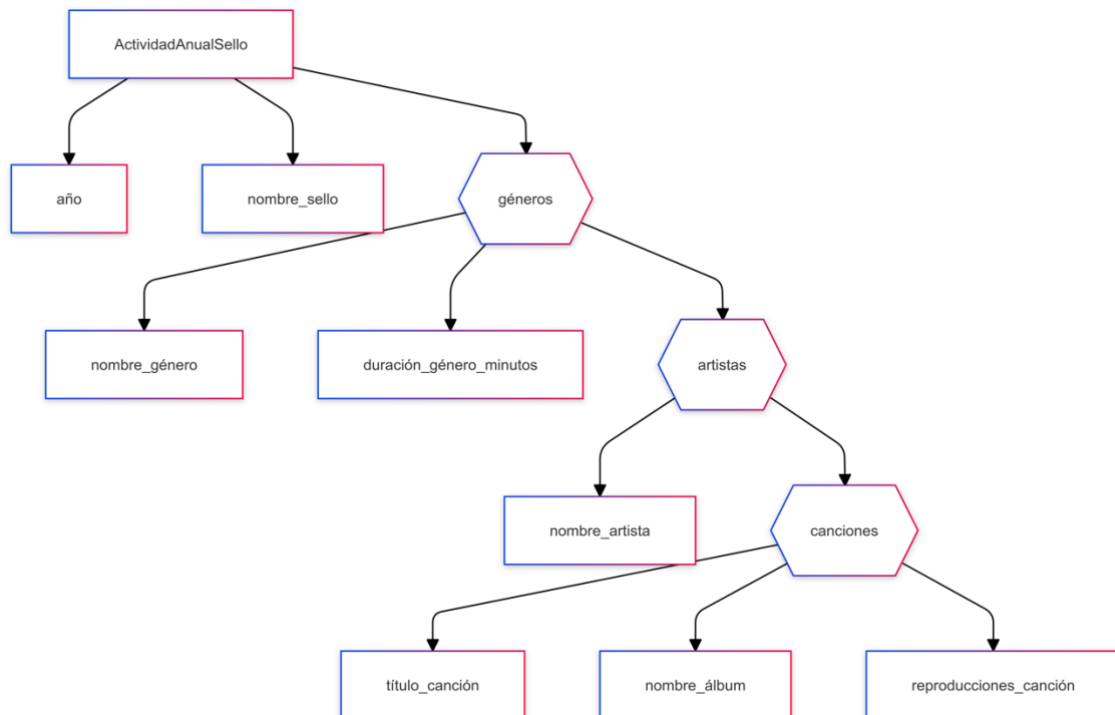 ActividadAnualSello
año
nombre_sello
géneros
nombre_género
duración_género_minutos
artistas
nombre_artista
canciones
título_canción
nombre_álbum
reproducciones_canción